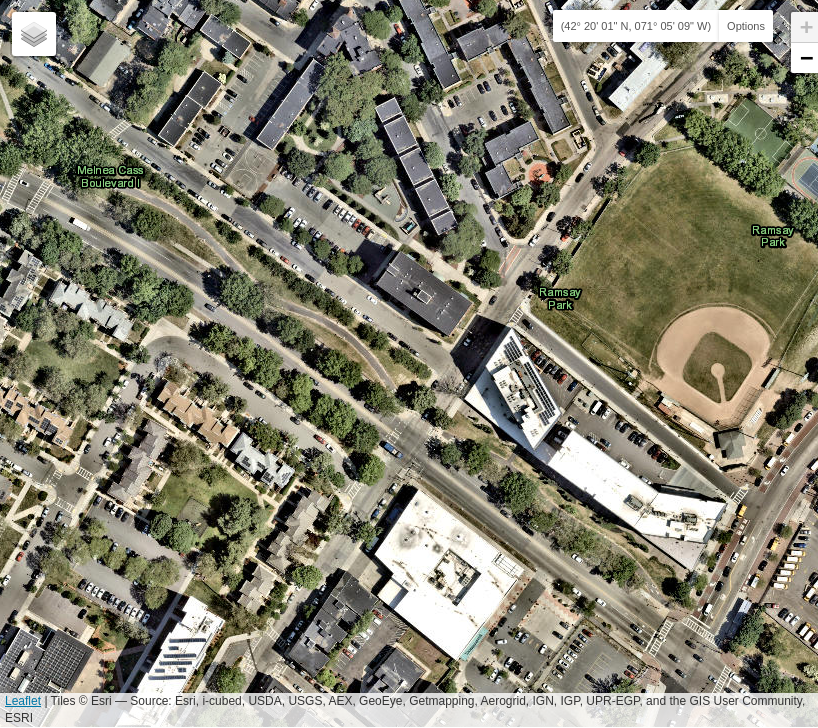 (42° 20' 01" N, 071° 05' 09" W)
Options
+
−
Melnea Cass
Boulevard I
Ramsay
Park
Ramsay
Park
Leaflet | Tiles © Esri — Source: Esri, i-cubed, USDA, USGS, AEX, GeoEye, Getmapping, Aerogrid, IGN, IGP, UPR-EGP, and the GIS User Community,
ESRI